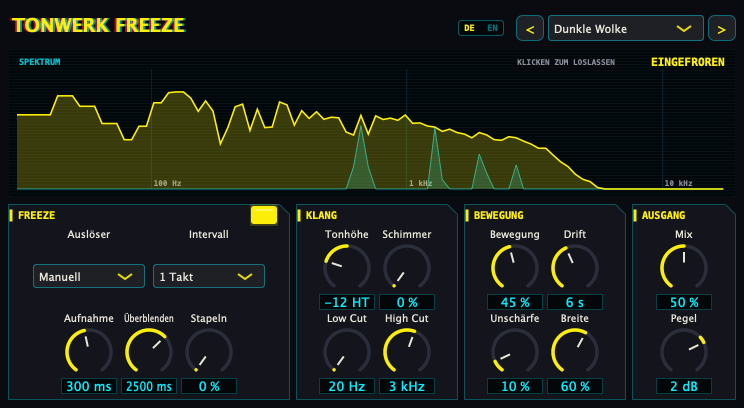 TONWERK FREEZE
DE EN
< Dunkle Wolke >
SPEKTRUM
KLICKEN ZUM LOSLASSEN
EINGEFROREN
100 Hz
1 kHz
10 kHz
FREEZE
Auslöser
Intervall
Manuell
1 Takt
Aufnahme
Überblenden
Stapeln
300 ms
2500 ms
0 %
KLANG
Tonhöhe
Schimmer
-12 HT
0 %
Low Cut
High Cut
20 Hz
3 kHz
BEWEGUNG
Bewegung
Drift
45 %
6 s
Unschärfe
Breite
10 %
60 %
AUSGANG
Mix
50 %
Pegel
2 dB